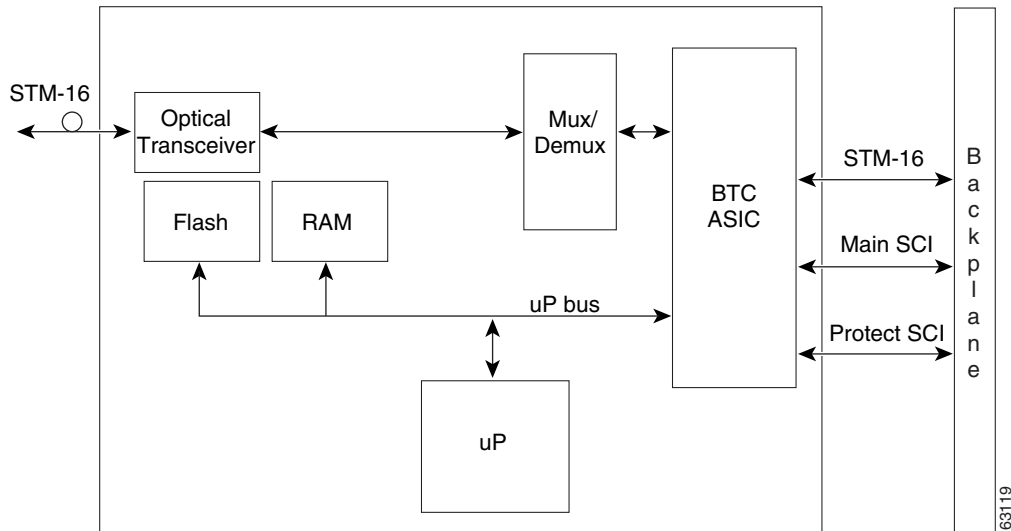 STM-16
Optical
Transceiver
Mux/
Demux
BTC
ASIC
STM-16
Main SCI
Protect SCI
Backplane
Flash
RAM
uP bus
uP
63119